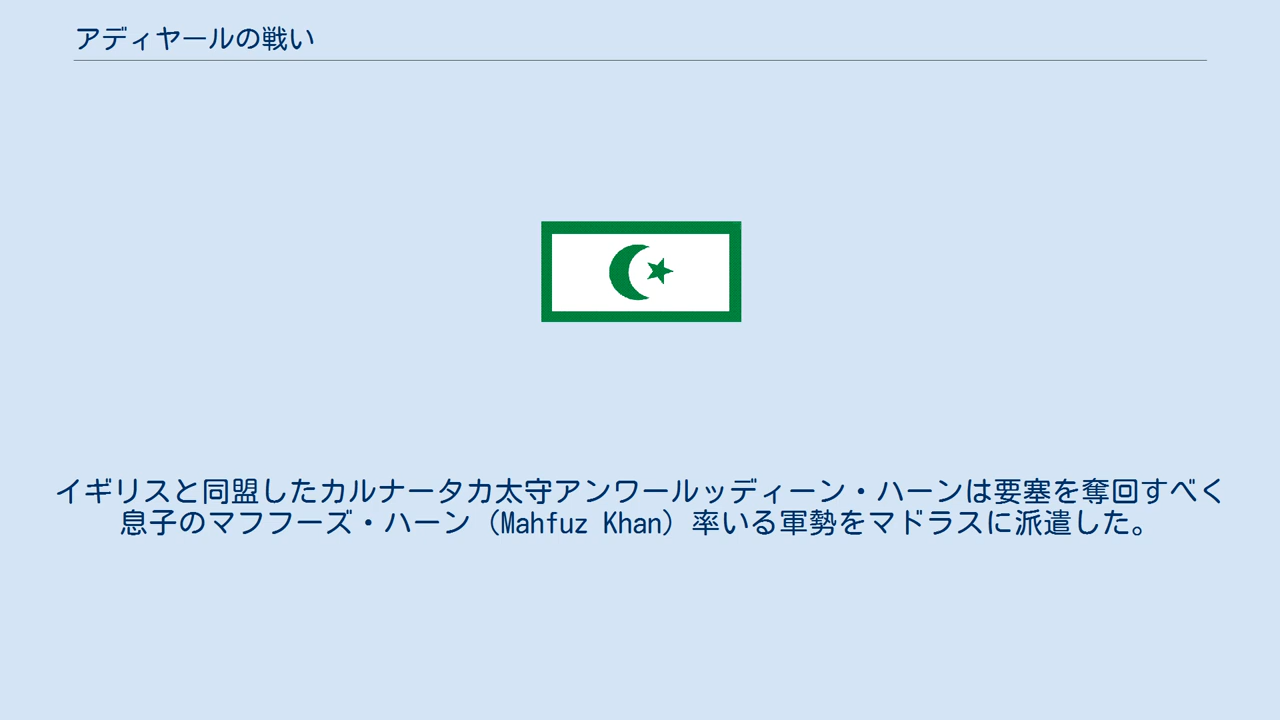 アディヤールの戦い
イギリスと同盟したカルナータカ太守アンワールッディーン・ハーンは要塞を奪回すべく
息子のマフフーズ・ハーン（Mahfuz Khan）率いる軍勢をマドラスに派遣した。